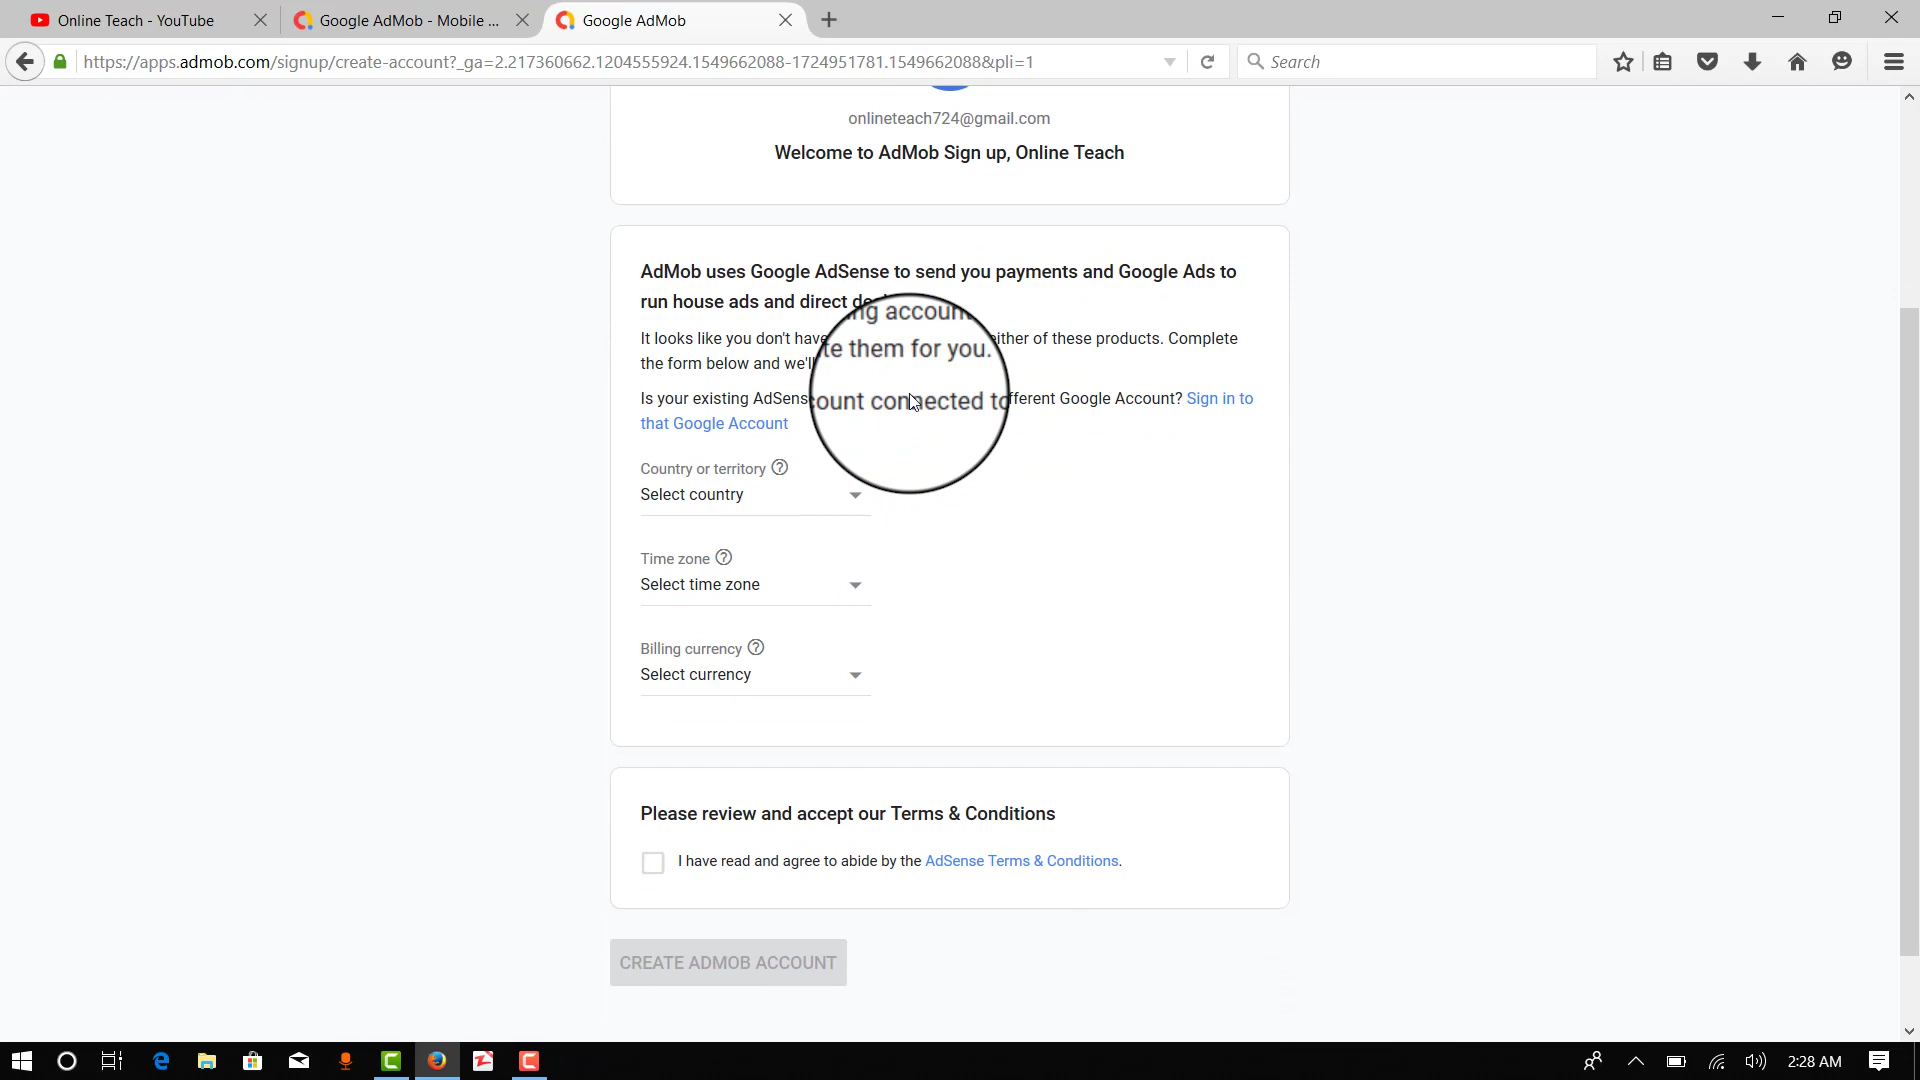 Online Teach - YouTube
Google AdMob - Mobile ...
Google AdMob
https://apps.admob.com/signup/create-account?_ga=2.217360662.1204555924.1549662088-1724951781.1549662088&pli=1
Search
onlineteach724@gmail.com
Welcome to AdMob Sign up, Online Teach
AdMob uses Google AdSense to send you payments and Google Ads to
run house ads and direct
It looks like you don't have either of these products. Complete
the form below and we'll
ng account
te them for you.
Is your existing AdSens count connected to fferent Google Account? Sign in to
that Google Account
Country or territory
Select country
Time zone
Select time zone
Billing currency
Select currency
Please review and accept our Terms & Conditions
I have read and agree to abide by the AdSense Terms & Conditions.
CREATE ADMOB ACCOUNT
2:28 AM